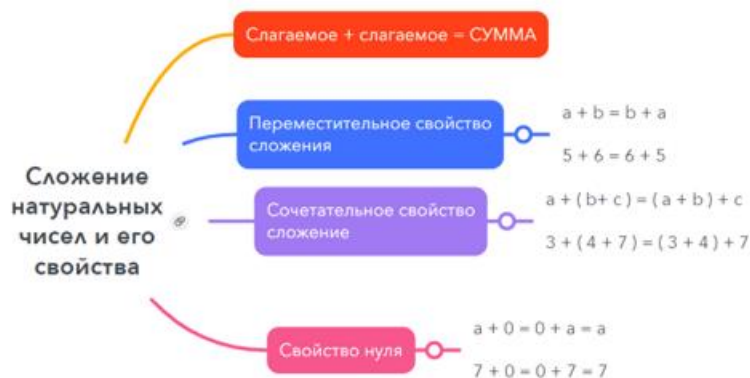 Слагаемое + слагаемое = СУММА
Переместительное свойство
сложения
a + b = b + a
5 + 6 = 6 + 5
Сложение
натуральных
чисел и его
свойства
Сочетательное свойство
сложение
a + ( b+ c ) = ( a + b ) + c
3 + ( 4 + 7 ) = ( 3 + 4 ) + 7
Свойство нуля
a + 0 = 0 + a = a
7 + 0 = 0 + 7 = 7